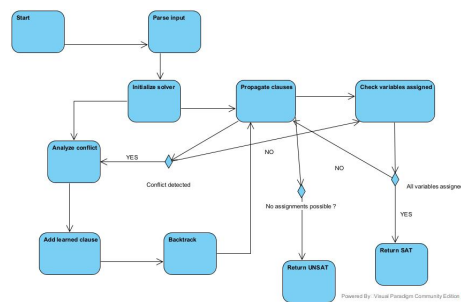 Start
Parse input
Initialize solver
Propagate clauses
Check variables assigned
Analyze conflict
YES
NO
NO
Conflict detected
All variables assigned
No assignments possible ?
YES
Add learned clause
Backtrack
Return SAT
Return UNSAT
Powered By: Visual Paradigm Community Edition